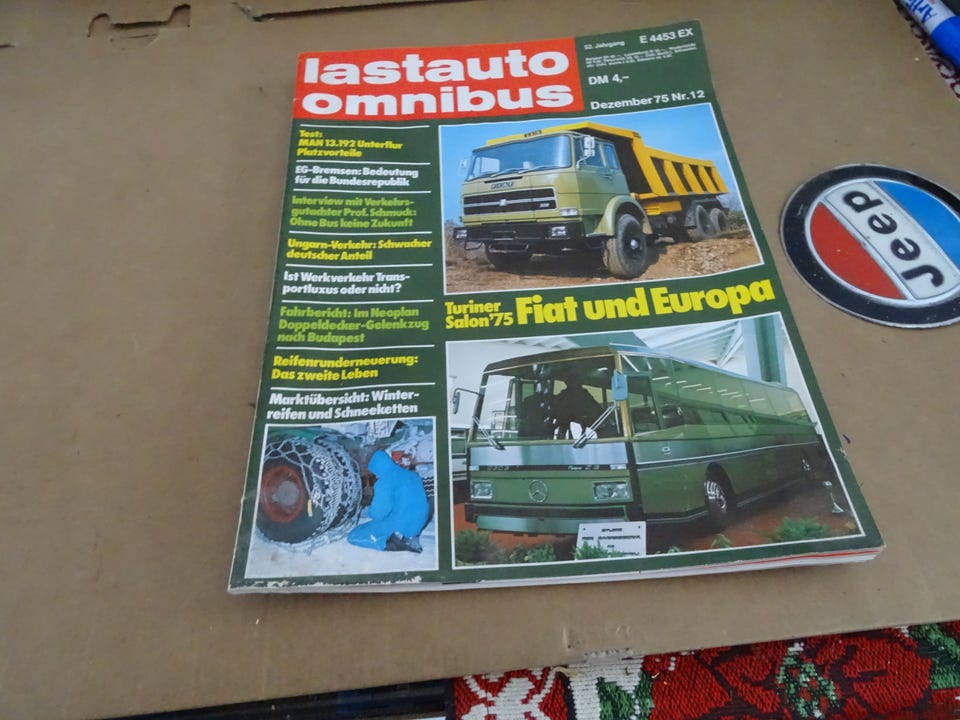 lastauto
omnibus
52. Jahrgang
E 4453 EX
DM 4,-
Dezember 75 Nr. 12
Test:
MAN 13.192 Unterflur
Platzvorteile
EG-Bremsen: Bedeutung
für die Bundesrepublik
Interview mit Verkehrs-
gutachter Prof. Schmuck:
Ohne Bus keine Zukunft
Ungarn-Verkehr: Schwacher
deutscher Anteil
Ist Werkverkehr Trans-
portluxus oder nicht?
Fahrbericht: Im Neoplan
Doppeldecker-Gelenkzug
nach Budapest
Reifenrunderneuerung:
Das zweite Leben
Marktübersicht: Winter-
reifen und Schneeketten
FIAT
Turiner
Salon'75
Fiat und Europa
Jeep